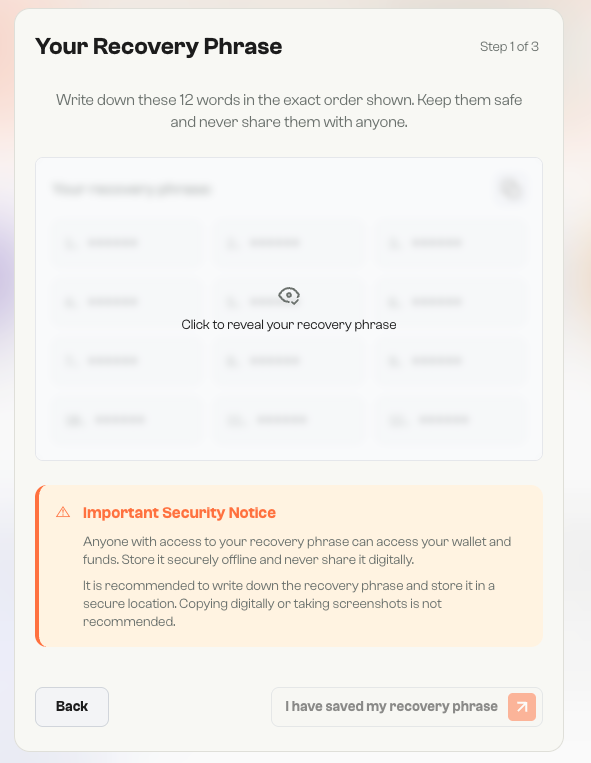 Your Recovery Phrase
Step 1 of 3
Write down these 12 words in the exact order shown. Keep them safe
and never share them with anyone.
Your recovery phrase
Click to reveal your recovery phrase
Important Security Notice
Anyone with access to your recovery phrase can access your wallet and
funds. Store it securely offline and never share it digitally.
It is recommended to write down the recovery phrase and store it in a
secure location. Copying digitally or taking screenshots is not
recommended.
Back
I have saved my recovery phrase